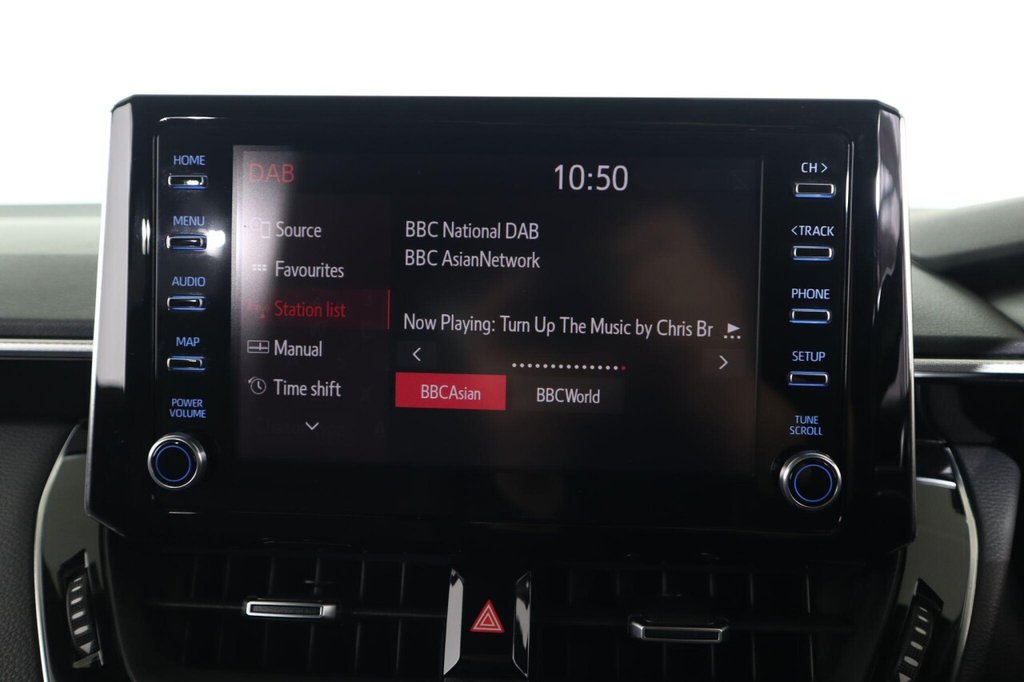 HOME
MENU
AUDIO
MAP
POWER
VOLUME
DAB
10:50
Source
Favourites
Station list
Manual
Time shift
BBC National DAB
BBC AsianNetwork
Now Playing: Turn Up The Music by Chris Br
BBCAsian
BBCWorld
CH >
<TRACK
PHONE
SETUP
TUNE
SCROLL